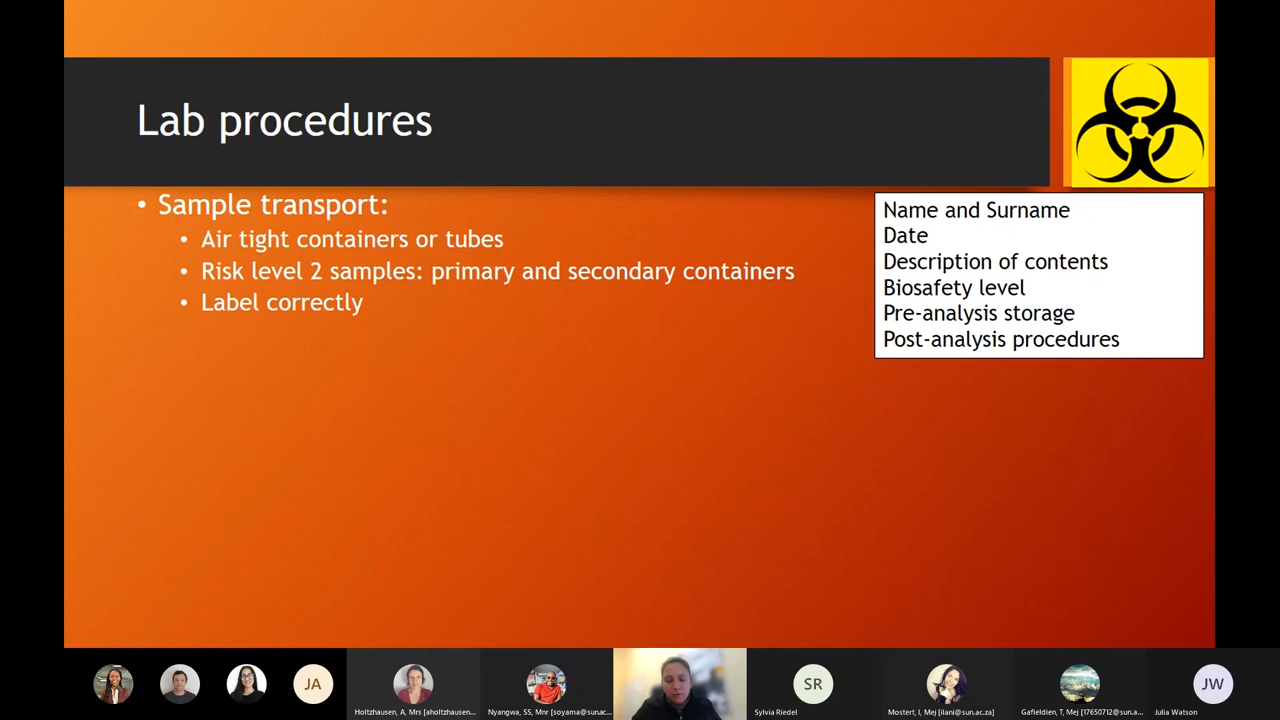 Lab procedures
• Sample transport:
• Air tight containers or tubes
• Risk level 2 samples: primary and secondary containers
• Label correctly
Name and Surname
Date
Description of contents
Biosafety level
Pre-analysis storage
Post-analysis procedures
JA
SR
JW
Holtzhausen, A, Mrs [aholtzhausen...
Nyangwa, SS, Mnr [soyama@sunac...
Sylvia Riedel
Mostert, I, Mej [ilani@sun.ac.za]
Gafieldien, T, Mej [17650712@sun.a...
Julia Watson